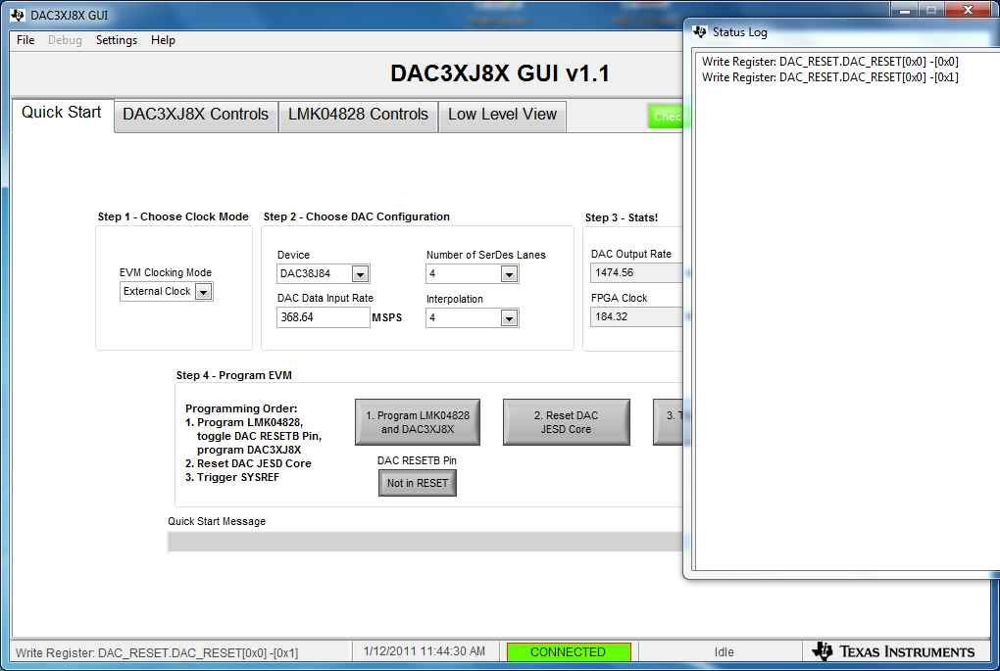 DAC3XJ8X GUI
File Debug Settings Help
DAC3XJ8X GUI v1.1
Quick Start DAC3XJ8X Controls LMK04828 Controls Low Level View
Status Log
Write Register: DAC_RESET.DAC_RESET[0x0] -[0x0]
Write Register: DAC_RESET.DAC_RESET[0x0] -[0x1]
Step 1 - Choose Clock Mode
EVM Clocking Mode
External Clock
Step 2 - Choose DAC Configuration
Device
DAC38J84
Number of SerDes Lanes
4
DAC Data Input Rate
368.64 MSPS
Interpolation
4
Step 3 - Stats!
DAC Output Rate
1474.56
FPGA Clock
184.32
Step 4 - Program EVM
Programming Order:
1. Program LMK04828,
toggle DAC RESETB Pin,
program DAC3XJ8X
2. Reset DAC JESD Core
3. Trigger SYSREF
1. Program LMK04828
and DAC3XJ8X
2. Reset DAC
JESD Core
3. T
DAC RESETB Pin
Not in RESET
Quick Start Message
Write Register: DAC_RESET.DAC_RESET[0x0] -[0x1] 1/12/2011 11:44:30 AM CONNECTED Idle TEXAS INSTRUMENTS